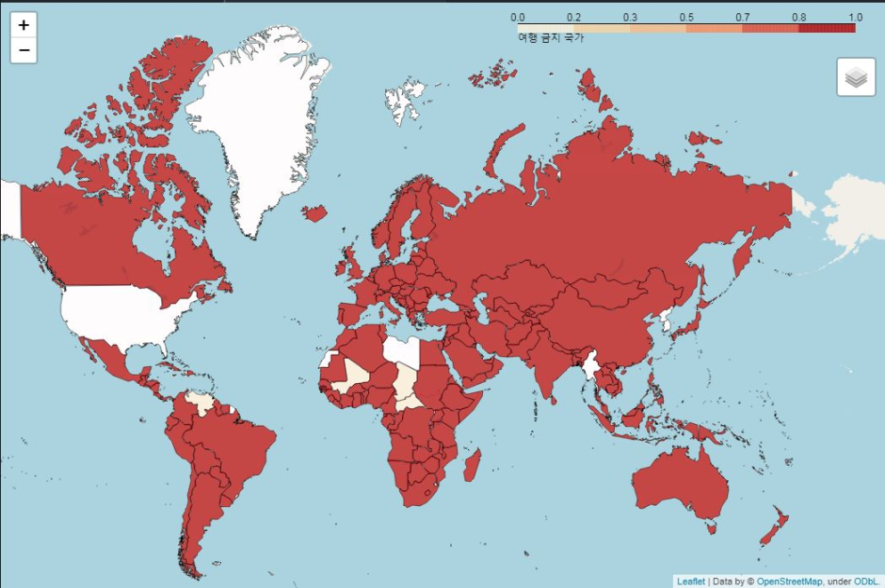 +
−
0.0 0.2 0.3 0.5 0.7 0.8 1.0
여행 금지 국가
Leaflet | Data by © OpenStreetMap, under ODbL